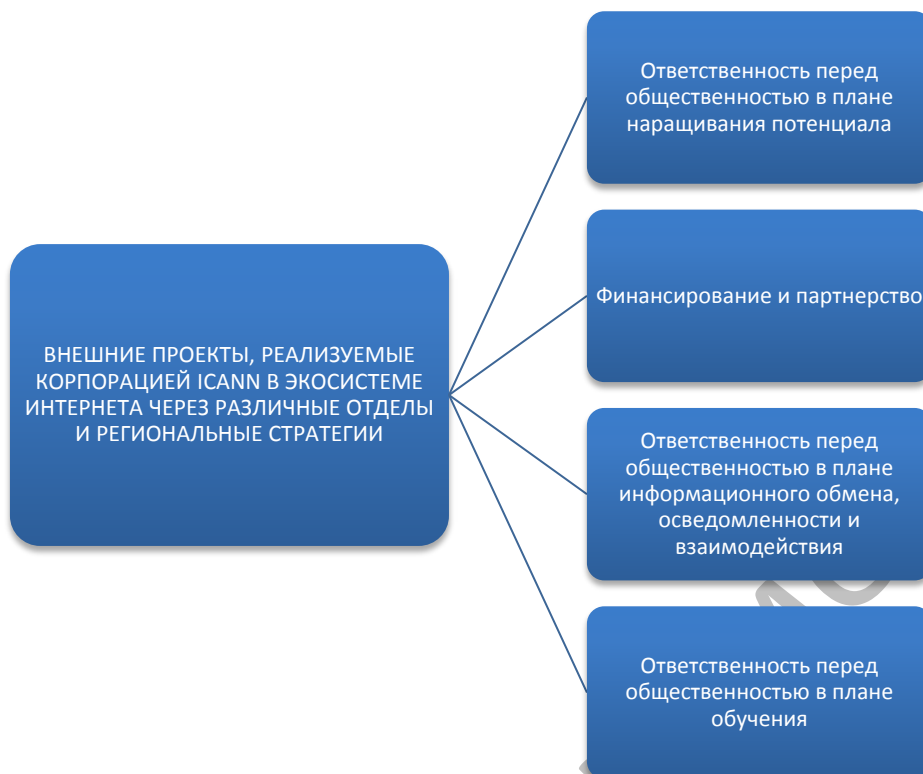 Ответственность перед
общественностью в плане
наращивания потенциала
Финансирование и партнерство
ВНЕШНИЕ ПРОЕКТЫ, РЕАЛИЗУЕМЫЕ
КОРПОРАЦИЕЙ ICANN В ЭКОСИСТЕМЕ
ИНТЕРНЕТА ЧЕРЕЗ РАЗЛИЧНЫЕ ОТДЕЛЫ
И РЕГИОНАЛЬНЫЕ СТРАТЕГИИ
Ответственность перед
общественностью в плане
информационного обмена,
осведомленности и
взаимодействия
Ответственность перед
общественностью в плане
обучения